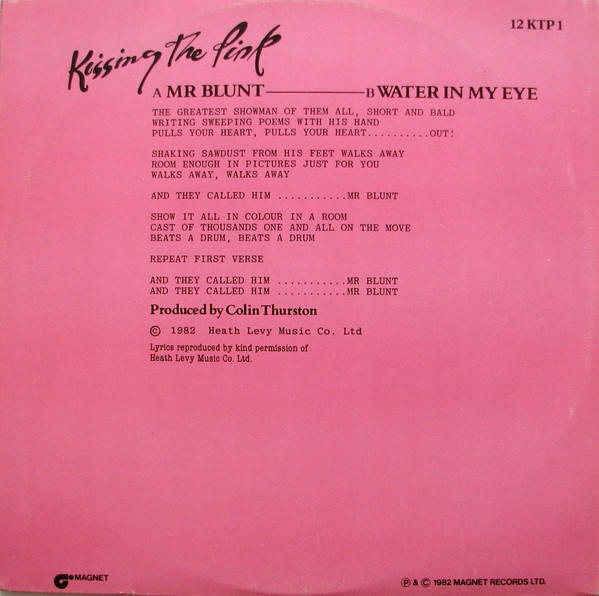 12 KTP1
Kissing the Pink
A MR BLUNT B WATER IN MY EYE
THE GREATEST SHOWMAN OF THEM ALL, SHORT AND BALD
WRITING SWEEPING POEMS WITH HIS HAND
PULLS YOUR HEART, PULLS YOUR HEART..........OUT!
SHAKING SAWDUST FROM HIS FEET WALKS AWAY
ROOM ENOUGH IN PICTURES JUST FOR YOU
WALKS AWAY, WALKS AWAY
AND THEY CALLED HIM ...........MR BLUNT
SHOW IT ALL IN COLOUR IN A ROOM
CAST OF THOUSANDS ONE AND ALL ON THE MOVE
BEATS A DRUM, BEATS A DRUM
REPEAT FIRST VERSE
AND THEY CALLED HIM ...........MR BLUNT
AND THEY CALLED HIM ...........MR BLUNT
Produced by Colin Thurston
© 1982 Heath Levy Music Co. Ltd
Lyrics reproduced by kind permission of
Heath Levy Music Co. Ltd.
MAGNET
℗ & © 1982 MAGNET RECORDS LTD.